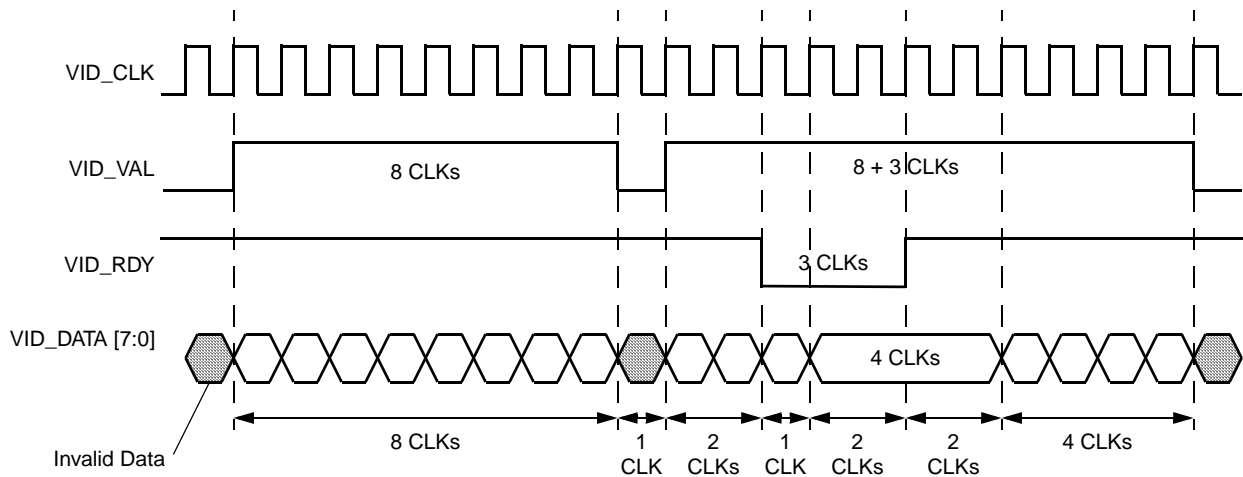 VID_CLK
VID_VAL
8 CLKs
8 + 3 CLKs
VID_RDY
3 CLKs
VID_DATA [7:0]
4 CLKs
8 CLKs
1
CLK
2
CLKs
1
CLK
2
CLKs
2
CLKs
4 CLKs
Invalid Data